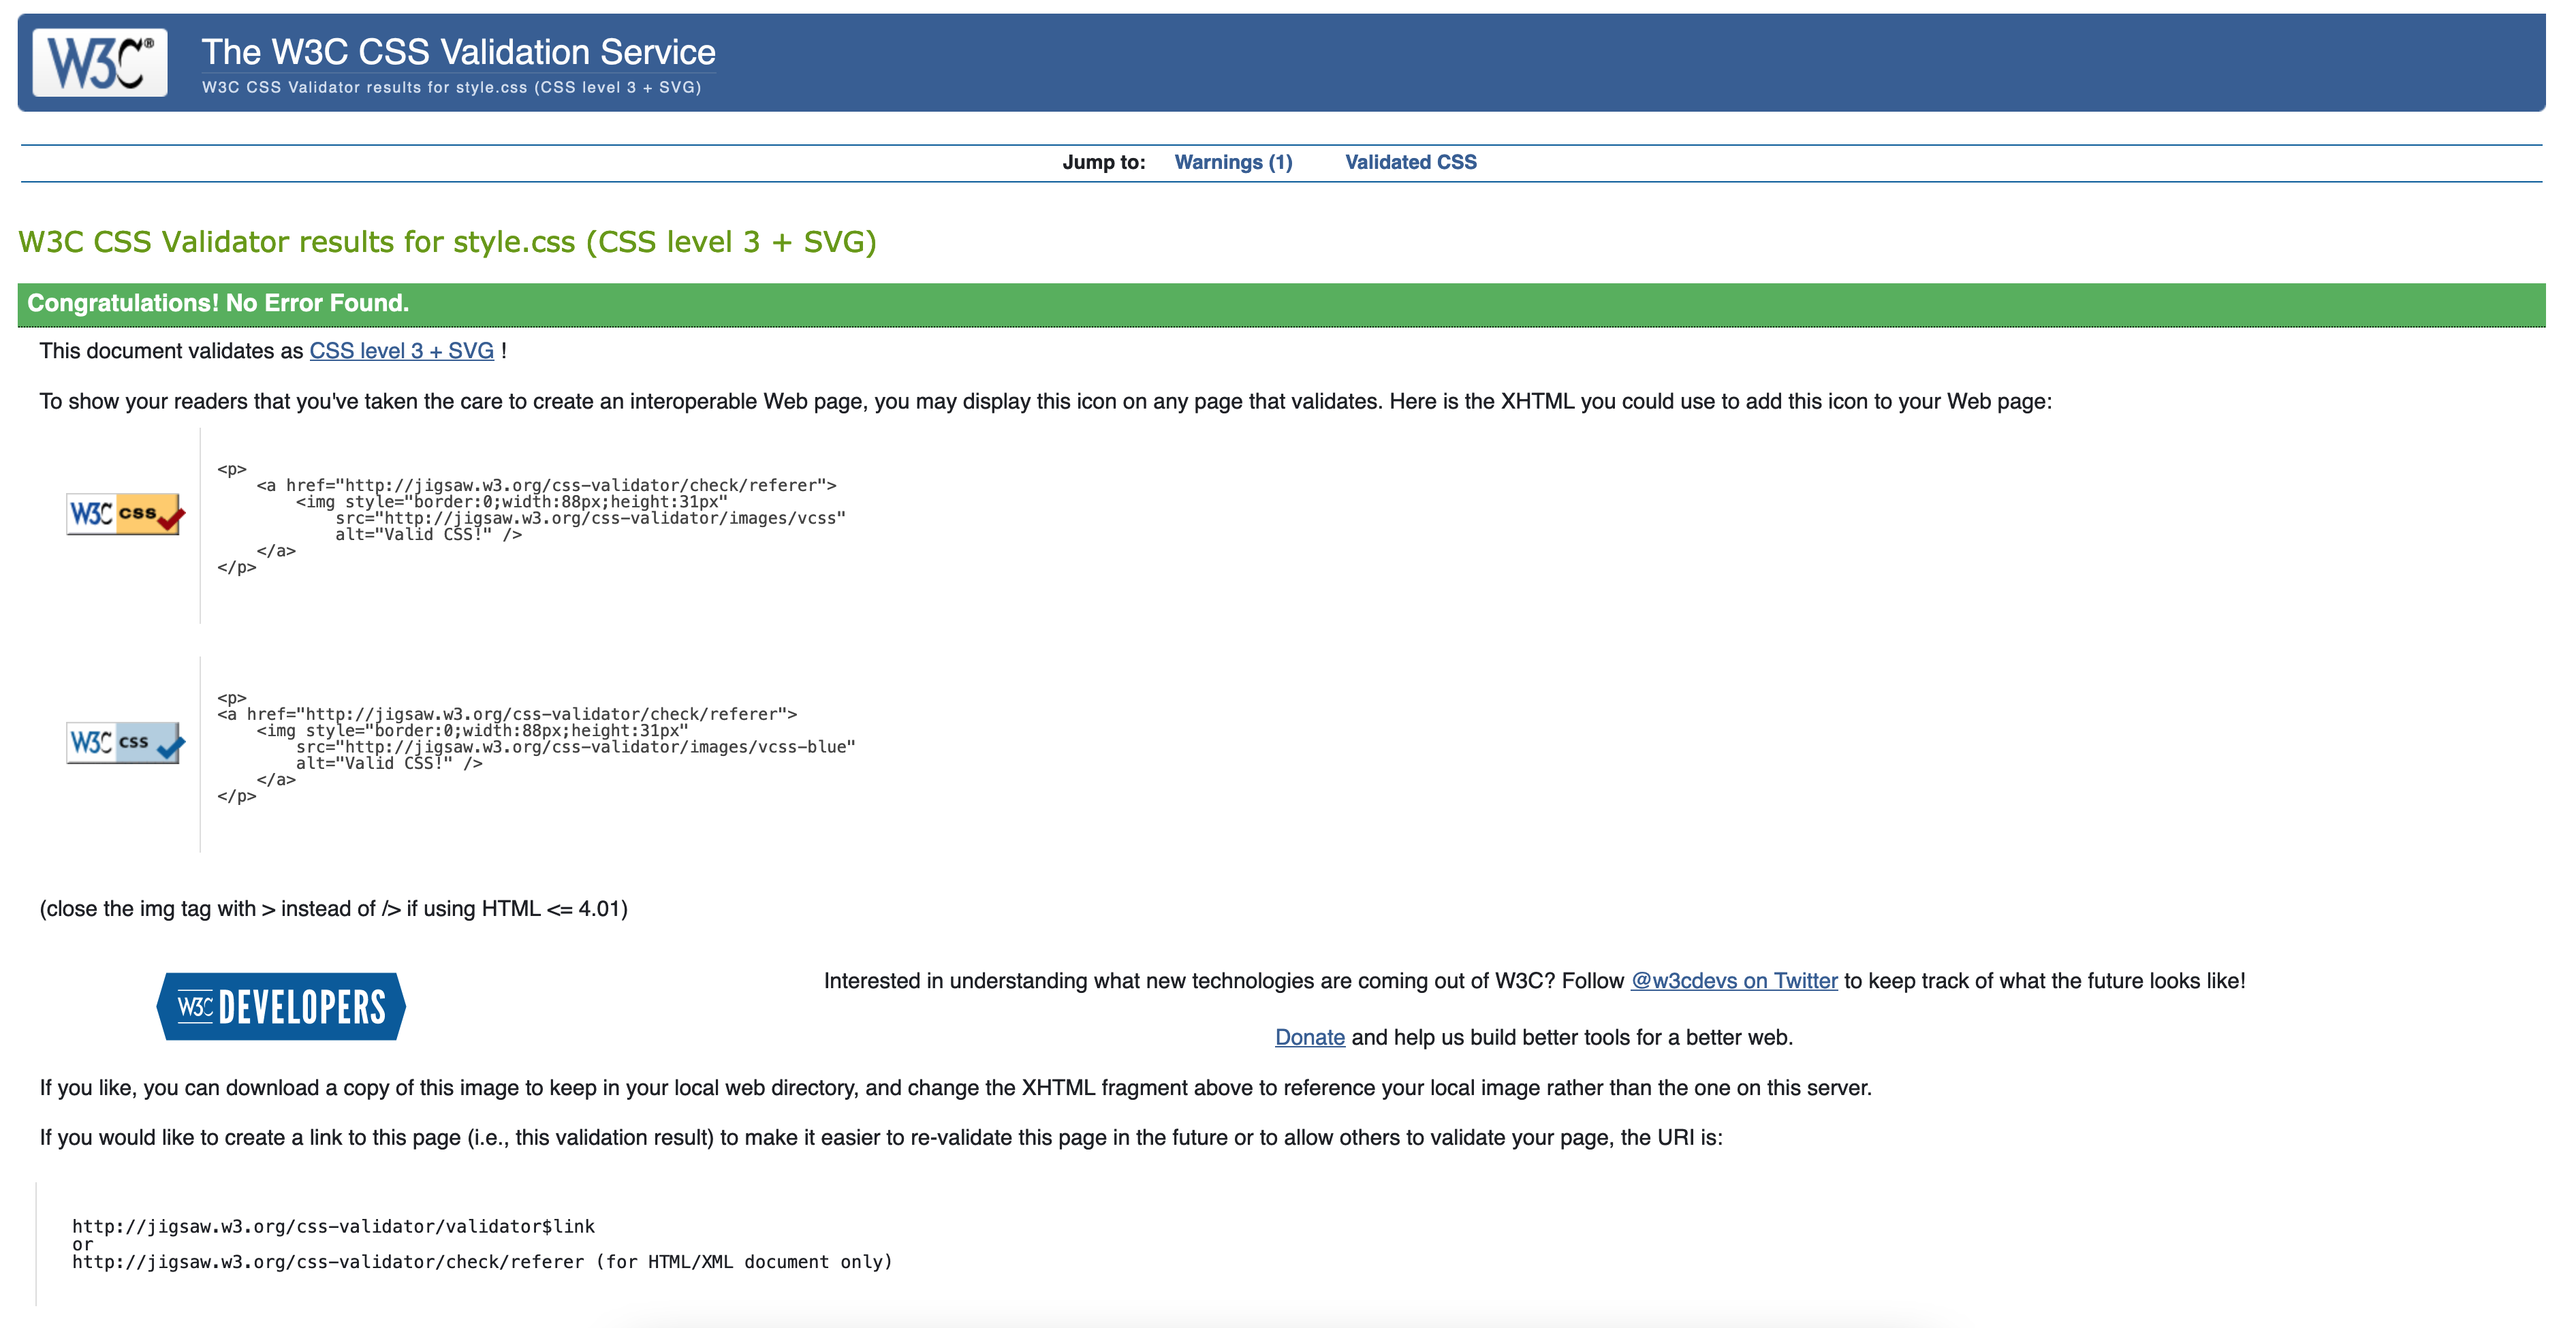 W3C® The W3C CSS Validation Service
W3C CSS Validator results for style.css (CSS level 3 + SVG)
Jump to: Warnings (1) Validated CSS
W3C CSS Validator results for style.css (CSS level 3 + SVG)
Congratulations! No Error Found.
This document validates as CSS level 3 + SVG !
To show your readers that you've taken the care to create an interoperable Web page, you may display this icon on any page that validates. Here is the XHTML you could use to add this icon to your Web page:
W3C css
<p>
    <a href="http://jigsaw.w3.org/css-validator/check/referer">
        <img style="border:0;width:88px;height:31px"
            src="http://jigsaw.w3.org/css-validator/images/vcss"
            alt="Valid CSS!" />
    </a>
</p>
W3C css
<p>
<a href="http://jigsaw.w3.org/css-validator/check/referer">
    <img style="border:0;width:88px;height:31px"
        src="http://jigsaw.w3.org/css-validator/images/vcss-blue"
        alt="Valid CSS!" />
    </a>
</p>
(close the img tag with > instead of /> if using HTML <= 4.01)
W3C DEVELOPERS
Interested in understanding what new technologies are coming out of W3C? Follow @w3cdevs on Twitter to keep track of what the future looks like!
Donate and help us build better tools for a better web.
If you like, you can download a copy of this image to keep in your local web directory, and change the XHTML fragment above to reference your local image rather than the one on this server.
If you would like to create a link to this page (i.e., this validation result) to make it easier to re-validate this page in the future or to allow others to validate your page, the URI is:
http://jigsaw.w3.org/css-validator/validator$link
or
http://jigsaw.w3.org/css-validator/check/referer (for HTML/XML document only)